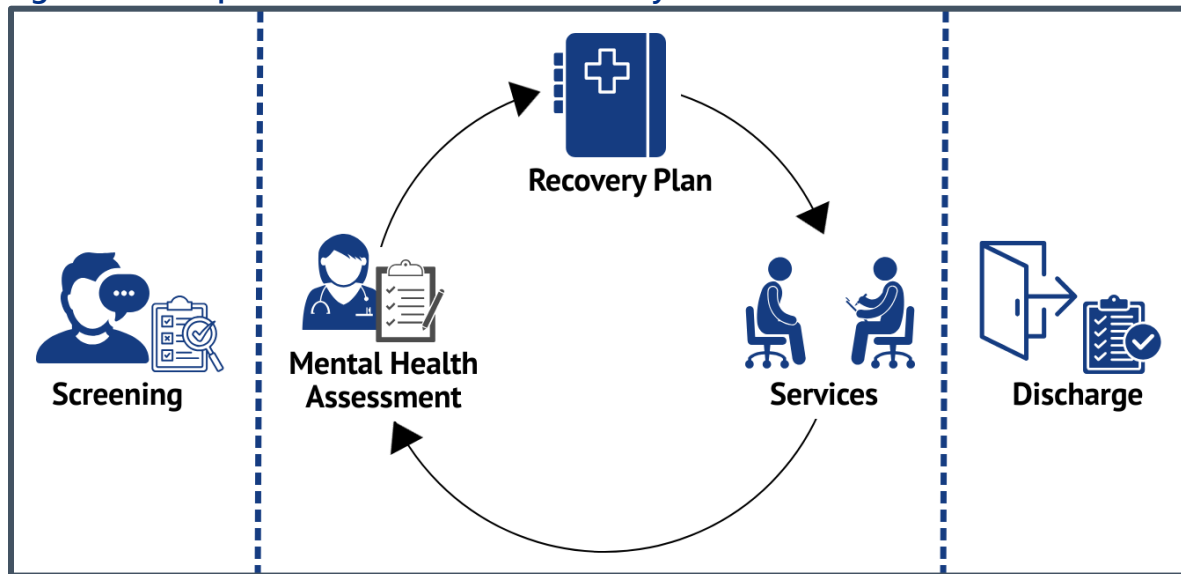 Recovery Plan
Mental Health
Assessment
Screening
Services
Discharge